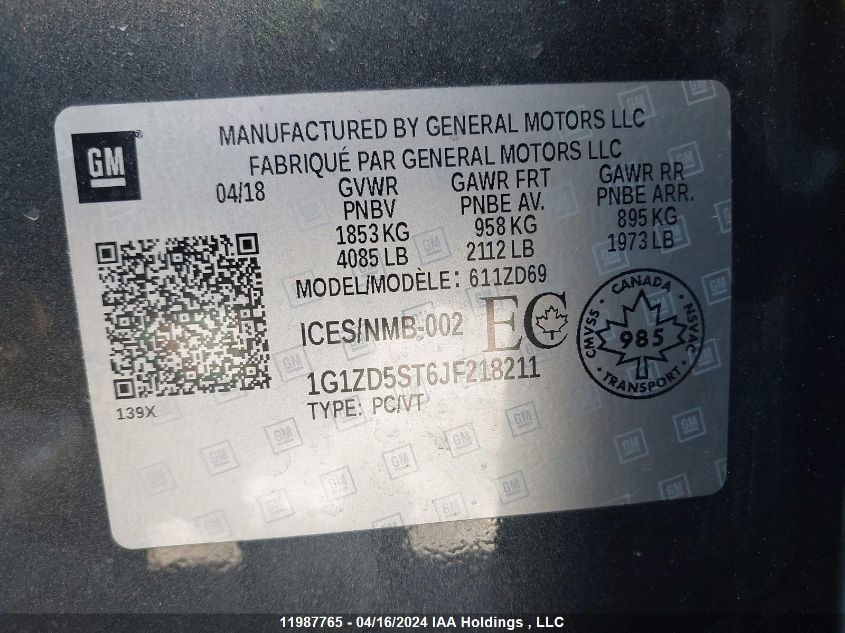 MANUFACTURED BY GENERAL MOTORS LLC
FABRIQUÉ PAR GENERAL MOTORS LLC
GM
04/18 GVWR GAWR FRT GAWR RR
PNBV PNBE AV. PNBE ARR.
1853 KG 958 KG 895 KG
4085 LB 2112 LB 1973 LB
MODEL/MODÈLE: 611ZD69
ICES/NMB-002 EC
CANADA
CMVSS 985 NSVAC
TRANSPORT
1G1ZD5ST6JF218211
TYPE: PC/VT
139X
11987765 - 04/16/2024 IAA Holdings , LLC